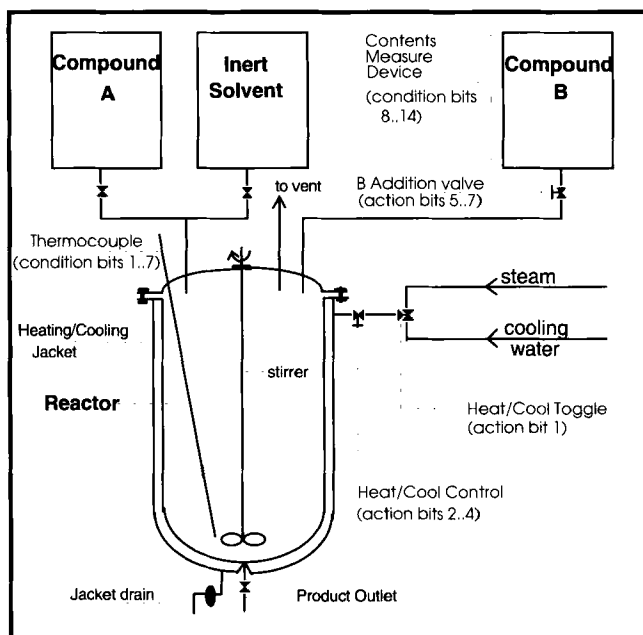 Compound
A
Inert
Solvent
Contents
Measure
Device
(condition bits
8..14)
Compound
B
to vent
B Addition valve
(action bits 5..7)
Thermocouple
(condition bits 1..7)
steam
Heating/Cooling
Jacket
cooling
water
stirrer
Reactor
Heat/Cool Toggle
(action bit 1)
Heat/Cool Control
(action bits 2..4)
Jacket drain
Product Outlet